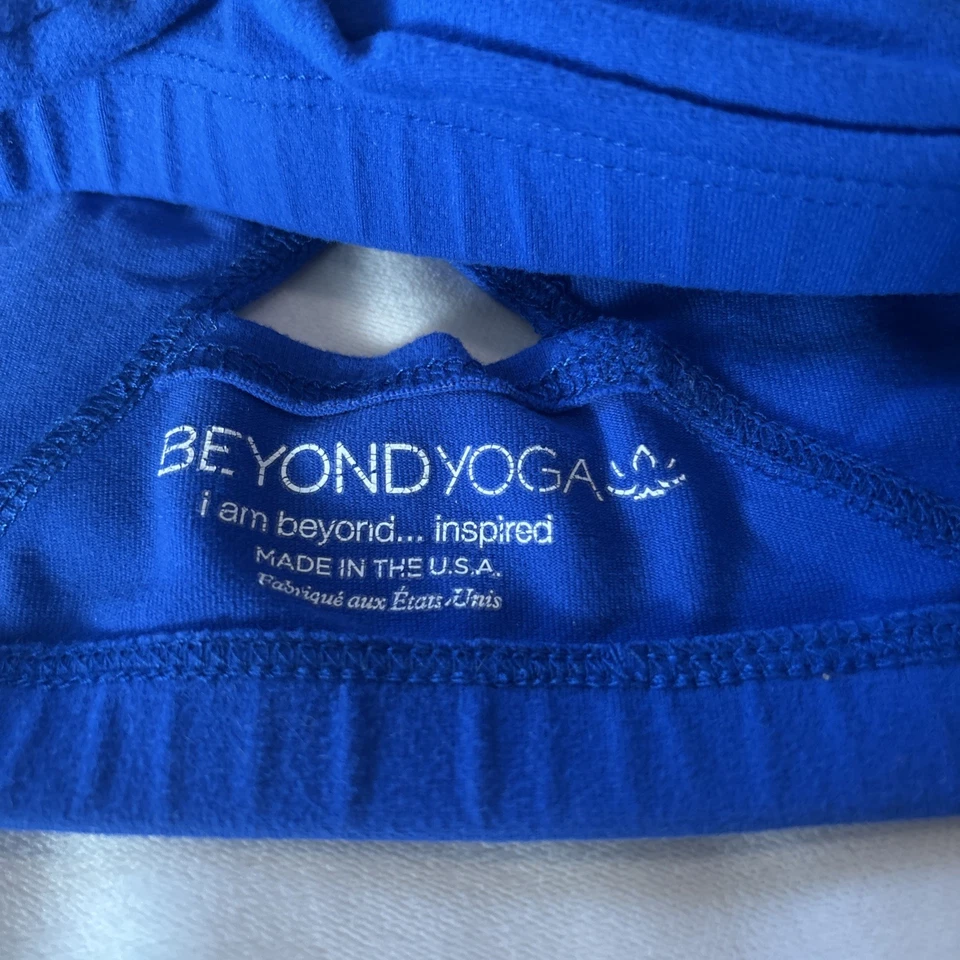 BEYOND YOGA
i am beyond... inspired
MADE IN THE U.S.A.
Fabriqué aux États-Unis